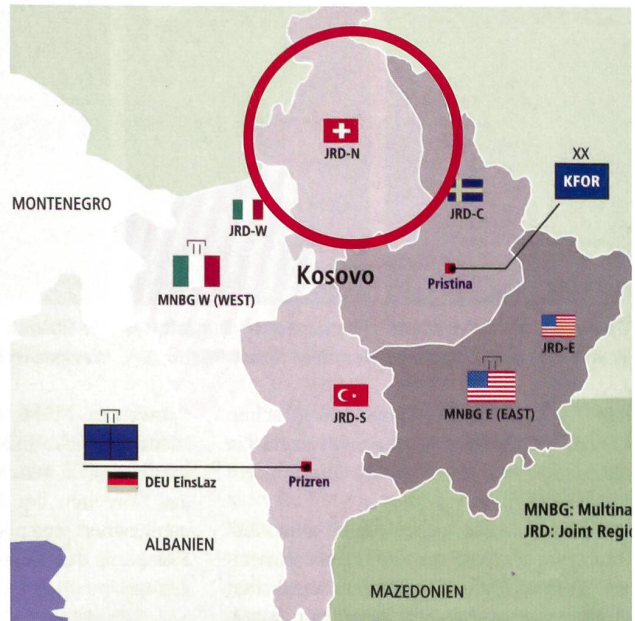 JRD-N
XX
KFOR
MONTENEGRO
JRD-W
JRD-C
MNBG W (WEST)
Kosovo
Pristina
JRD-E
JRD-S
MNBG E (EAST)
DEU EinsLaz
Prizren
MNBG: Multina
JRD: Joint Regi
ALBANIEN
MAZEDONIEN